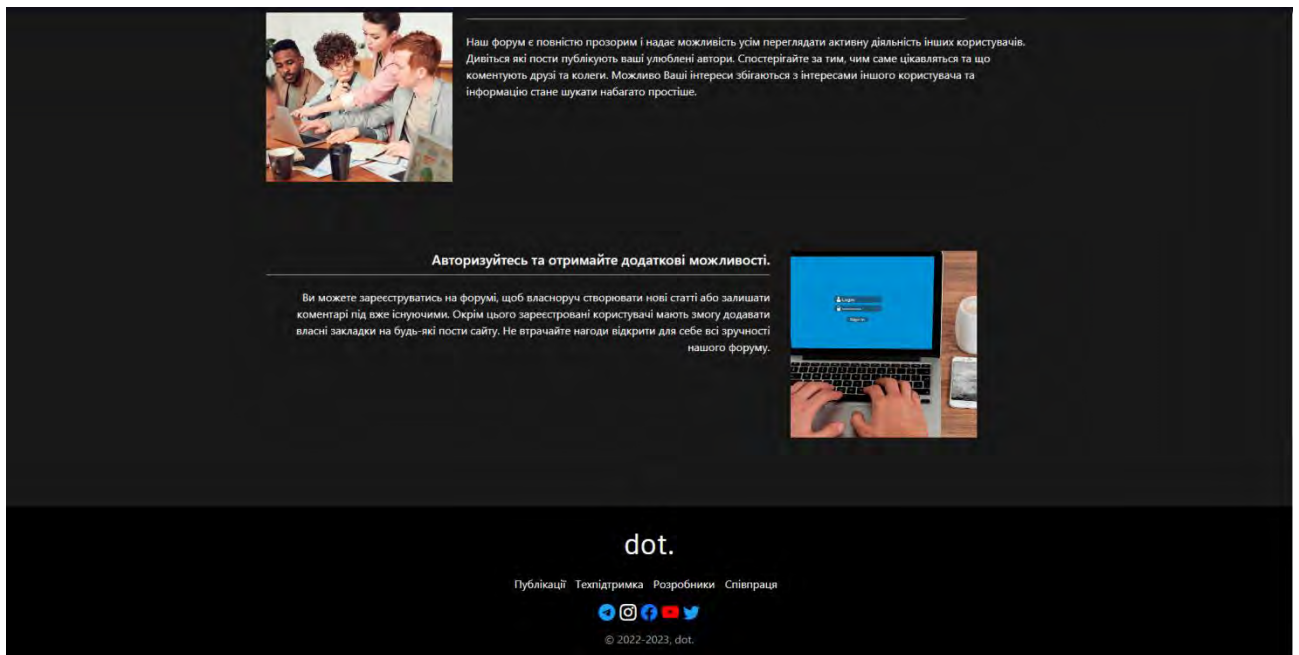 Наш форум є повністю прозорим і надає можливість усім переглядати активну діяльність інших користувачів.
Дивіться які пости публікують ваші улюблені автори. Спостерігайте за тим, чим саме цікавляться та що
коментують друзі та колеги. Можливо Ваші інтереси збігаються з інтересами іншого користувача та
інформацію стане шукати набагато простіше.
Авторизуйтесь та отримайте додаткові можливості.
Ви можете зареєструватись на форумі, щоб власноруч створювати нові статті або залишати
коментарі під вже існуючими. Окрім цього зареєстровані користувачі мають змогу додавати
власні закладки на будь-які пости сайту. Не втрачайте нагоди відкрити для себе всі зручності
нашого форуму.
Login
dot.
Публікації Техпідтримка Розробники Співпраця
© 2022-2023, dot.